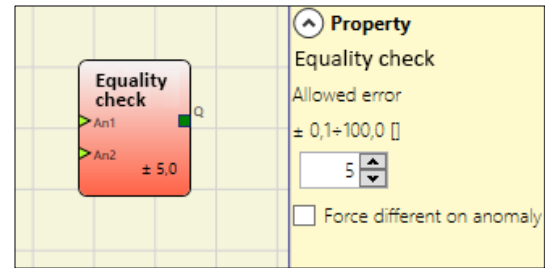 Equality
check
An1
Q
An2
± 5,0
Property
Equality check
Allowed error
± 0,1÷100,0 []
5
Force different on anomaly